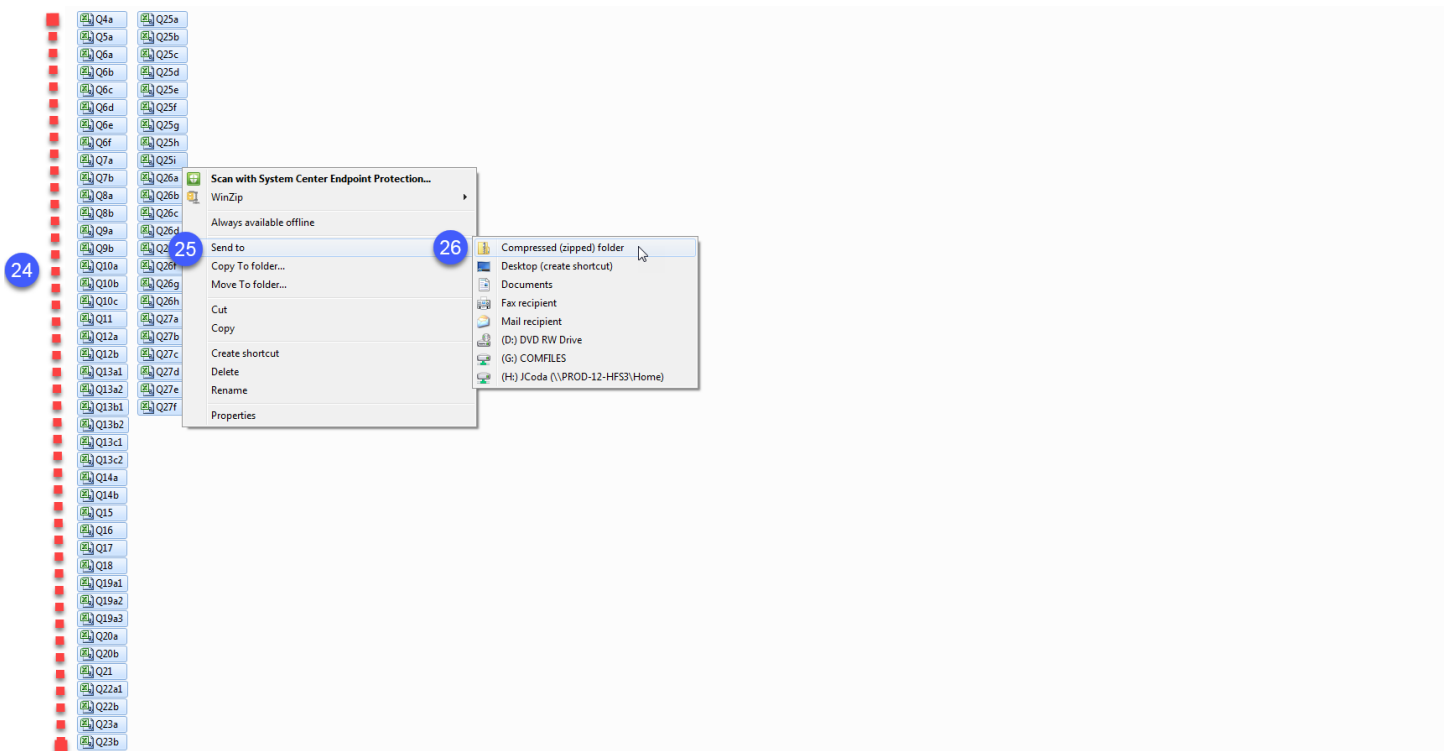 24
Q4a
Q5a
Q6a
Q6b
Q6c
Q6d
Q6e
Q6f
Q7a
Q7b
Q8a
Q8b
Q9a
Q9b
Q10a
Q10b
Q10c
Q11
Q12a
Q12b
Q13a1
Q13a2
Q13b1
Q13b2
Q13c1
Q13c2
Q14a
Q14b
Q15
Q16
Q17
Q18
Q19a1
Q19a2
Q19a3
Q20a
Q20b
Q21
Q22a1
Q22b
Q23a
Q23b
Q25a
Q25b
Q25c
Q25d
Q25e
Q25f
Q25g
Q25h
Q25i
Q26a
Q26b
Q26c
Q26d
Q26f
Q26g
Q26h
Q27a
Q27b
Q27c
Q27d
Q27e
Q27f
Scan with System Center Endpoint Protection...
WinZip
Always available offline
25 Send to
Copy To folder...
Move To folder...
Cut
Copy
Create shortcut
Delete
Rename
Properties
26 Compressed (zipped) folder
Desktop (create shortcut)
Documents
Fax recipient
Mail recipient
(D:) DVD RW Drive
(G:) COMFILES
(H:) JCoda (\\PROD-12-HFS3\Home)